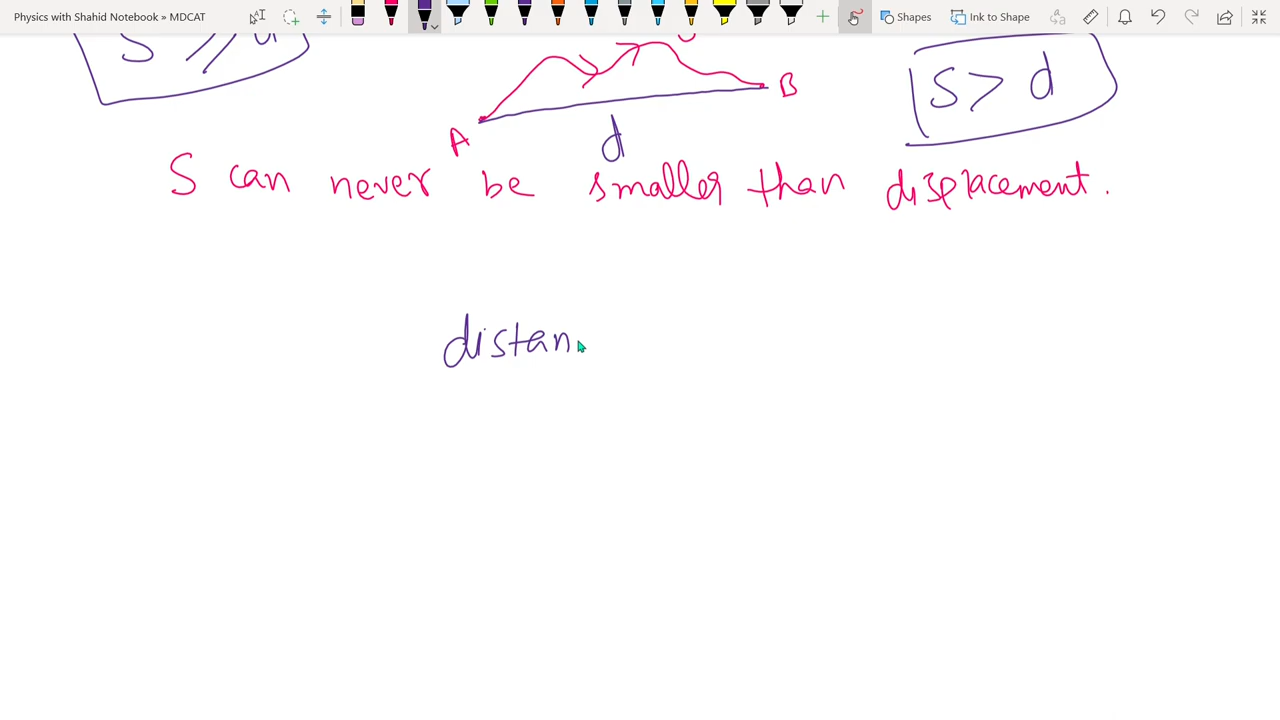 Physics with Shahid Notebook » MDCAT
Shapes
Ink to Shape
S > d
B
A
d
S can never be smaller than displacement.
distan